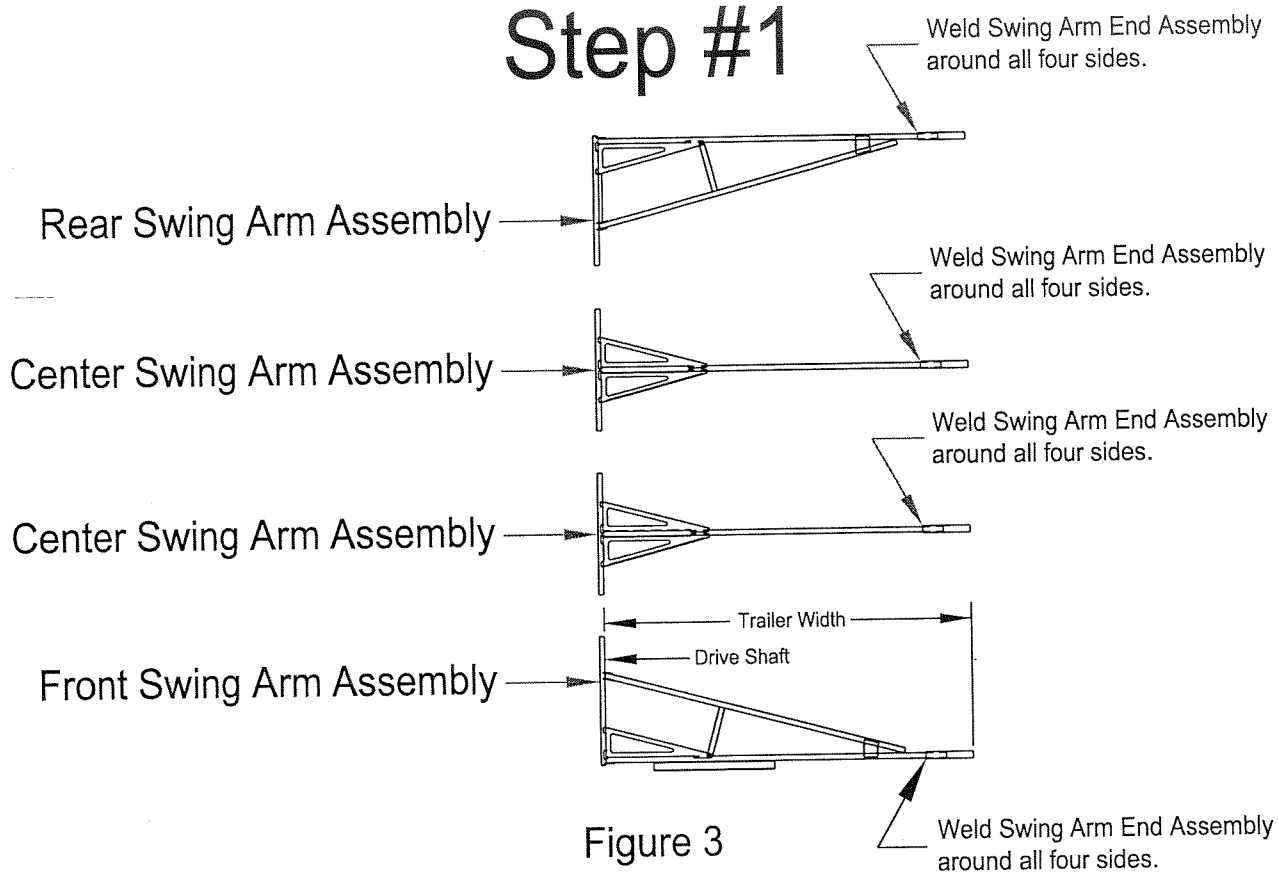 Step #1
Weld Swing Arm End Assembly
around all four sides.
Rear Swing Arm Assembly
Weld Swing Arm End Assembly
around all four sides.
Center Swing Arm Assembly
Weld Swing Arm End Assembly
around all four sides.
Center Swing Arm Assembly
Trailer Width
Drive Shaft
Front Swing Arm Assembly
Figure 3
Weld Swing Arm End Assembly
around all four sides.